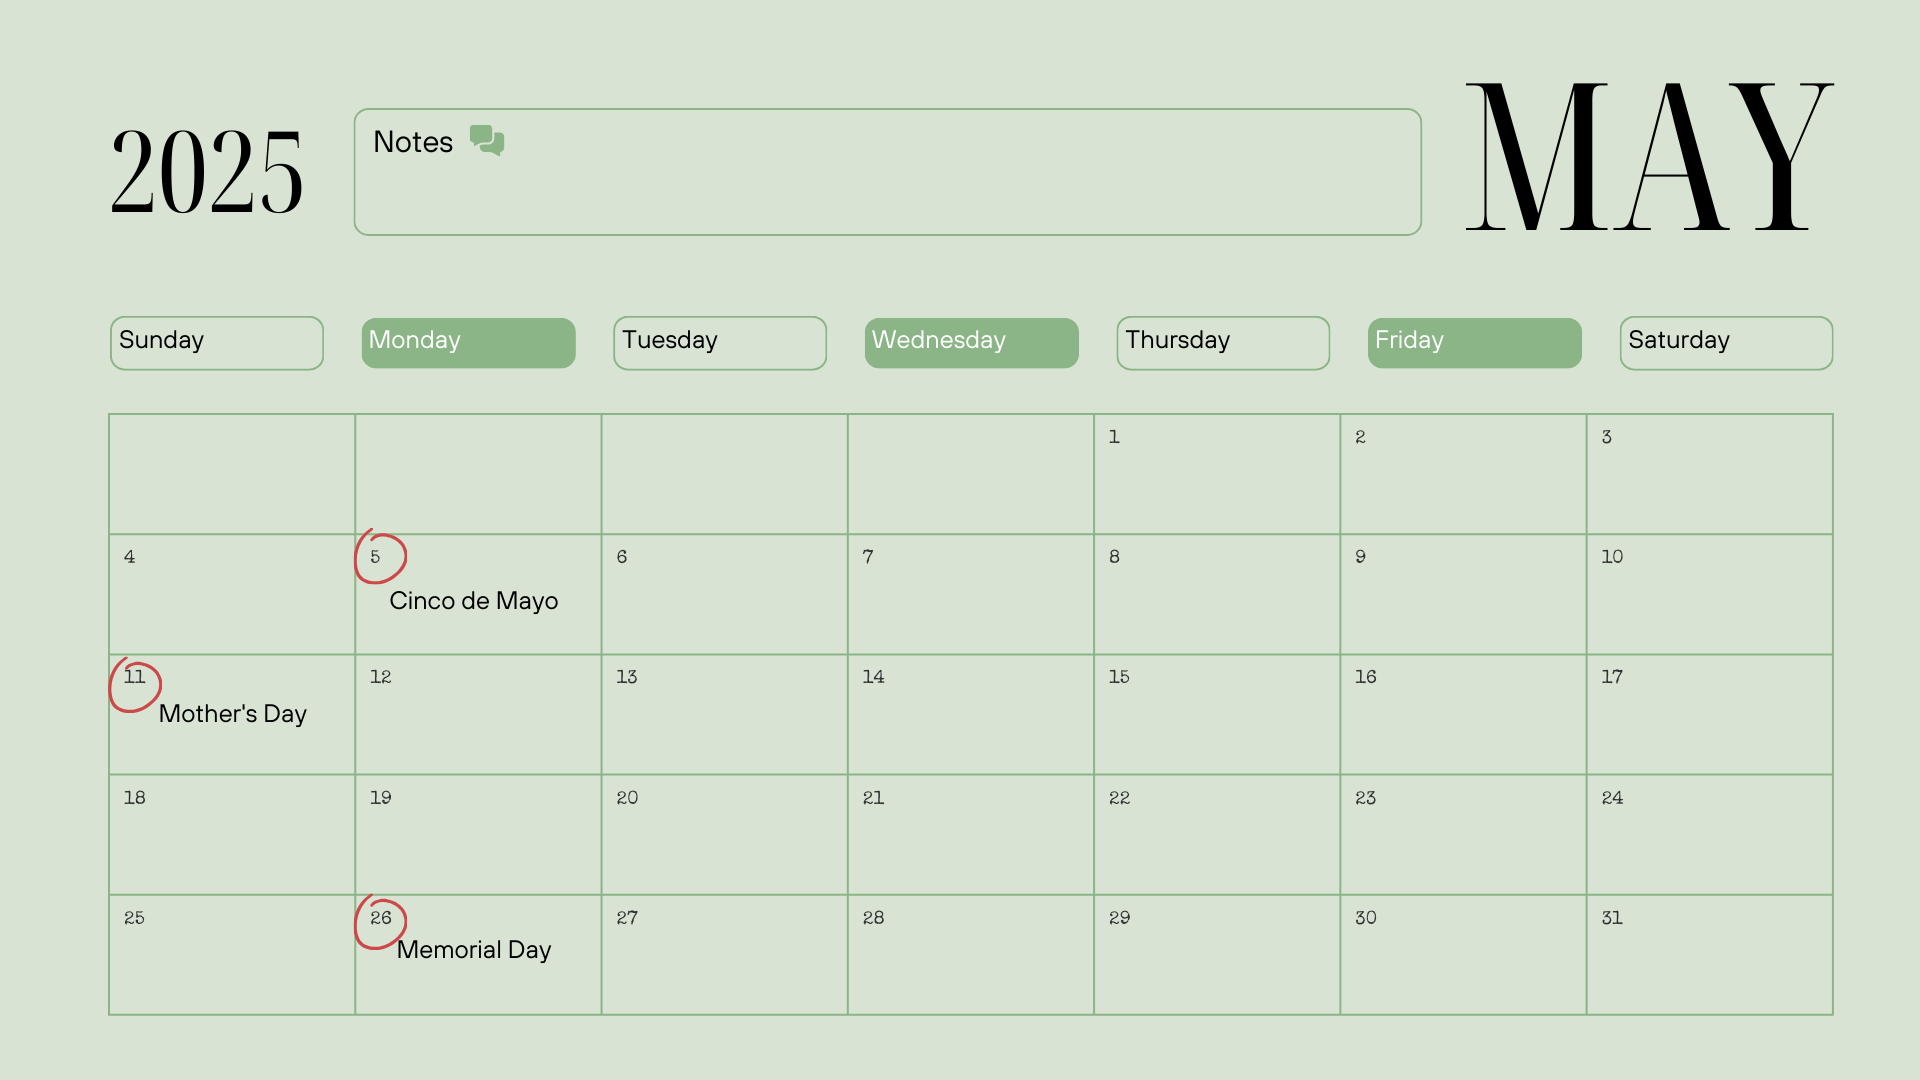 2025
Notes
MAY
Sunday Monday Tuesday Wednesday Thursday Friday Saturday
1 2 3
4 5 6 7 8 9 10
Cinco de Mayo
11 12 13 14 15 16 17
Mother's Day
18 19 20 21 22 23 24
25 26 27 28 29 30 31
Memorial Day